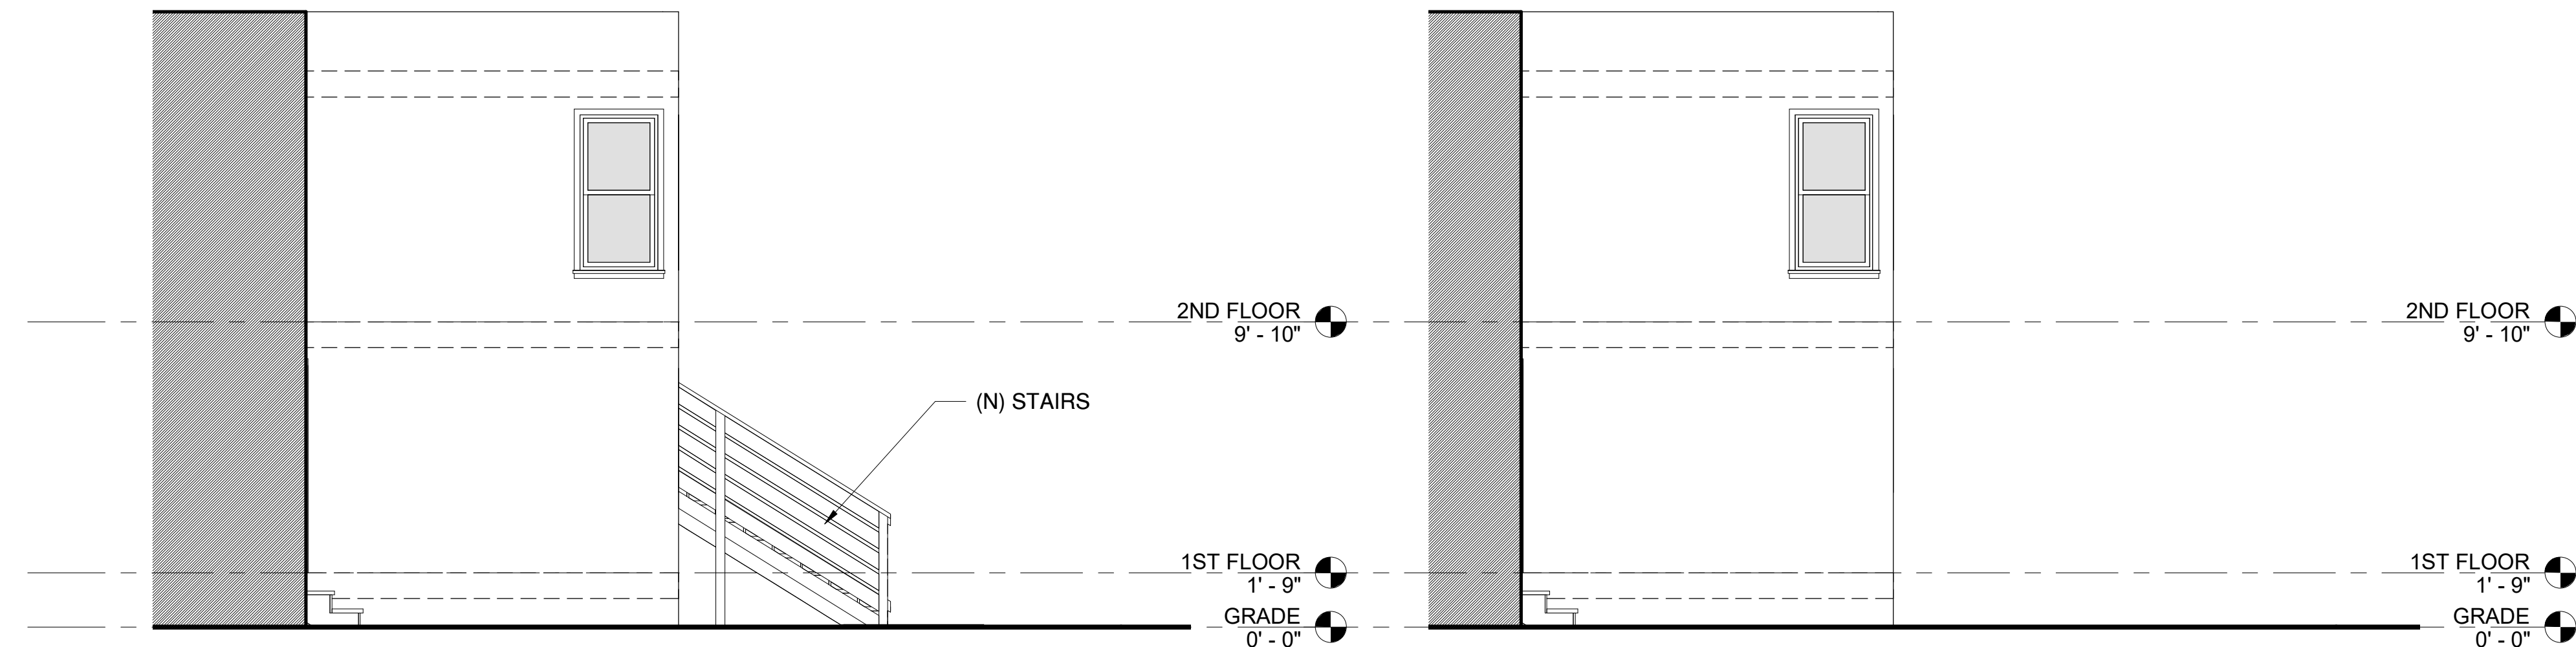 2ND FLOOR
9' - 10"
(N) STAIRS
1ST FLOOR
1' - 9"
GRADE
0' - 0"
2ND FLOOR
9' - 10"
1ST FLOOR
1' - 9"
GRADE
0' - 0"